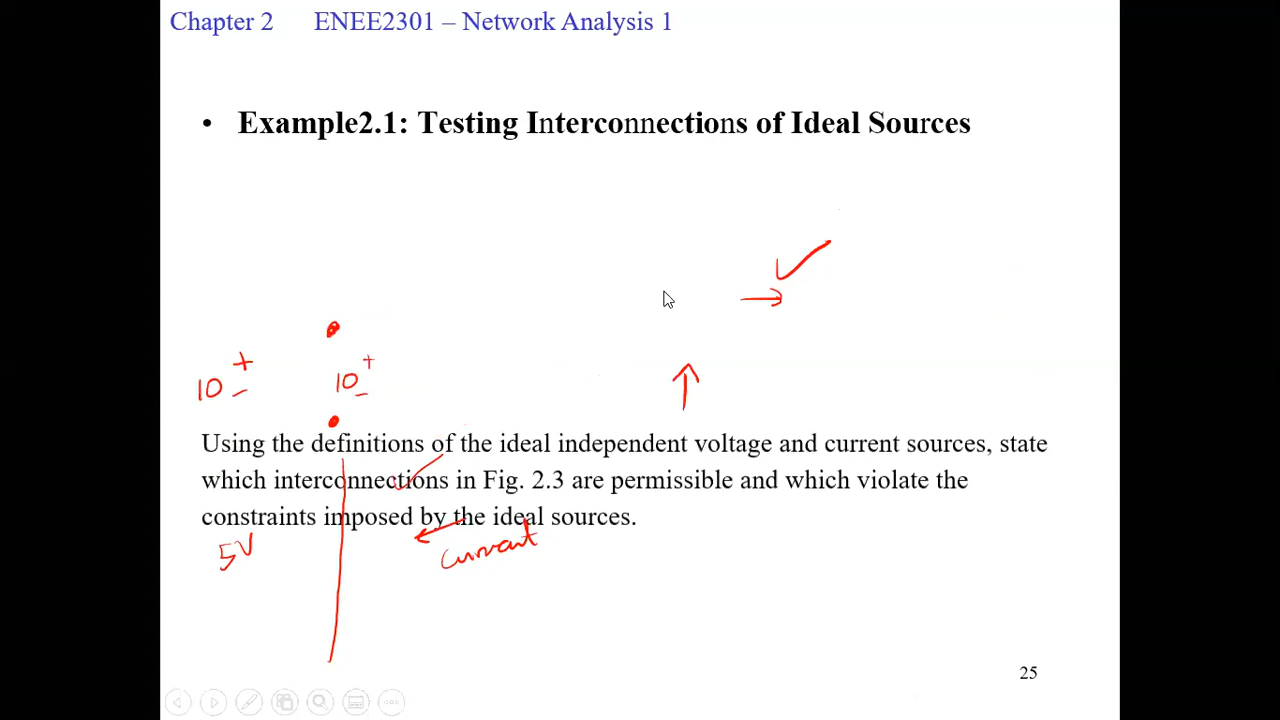 Chapter 2 ENEE2301 – Network Analysis 1
• Example2.1: Testing Interconnections of Ideal Sources
10 + - 10 + -
Using the definitions of the ideal independent voltage and current sources, state
which interconnections in Fig. 2.3 are permissible and which violate the
constraints imposed by the ideal sources.
5V current
25